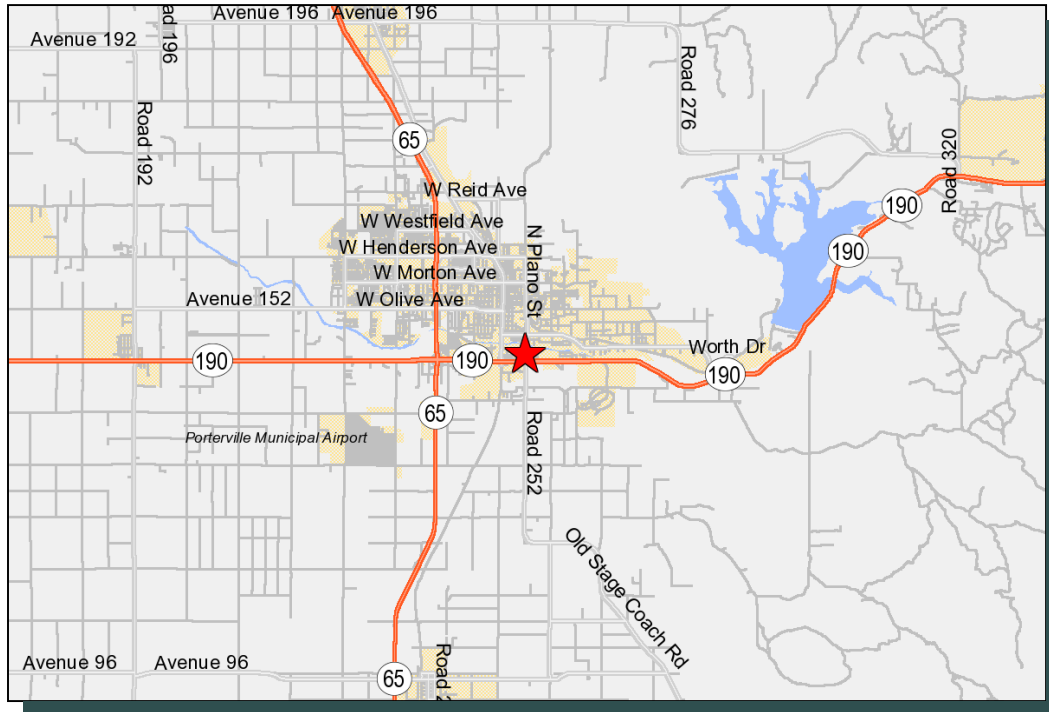 Avenue 196
Avenue 196
Avenue 192
ad 196
Road 276
Road 192
65
Road 320
W Reid Ave
190
W Westfield Ave
N Plano St
W Henderson Ave
190
W Morton Ave
Avenue 152
W Olive Ave
Worth Dr
190
190
190
65
Road 252
Porterville Municipal Airport
Old Stage Coach Rd
Avenue 96
Avenue 96
65
Road 2